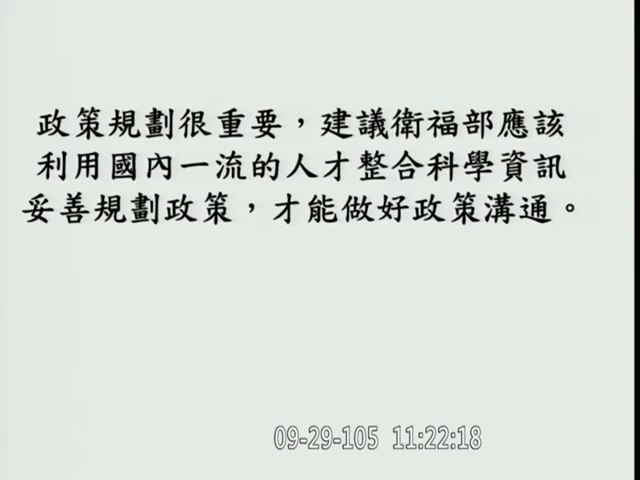 政策規劃很重要，建議衛福部應該
利用國內一流的人才整合科學資訊
妥善規劃政策，才能做好政策溝通。
09-29-105 11:22:18